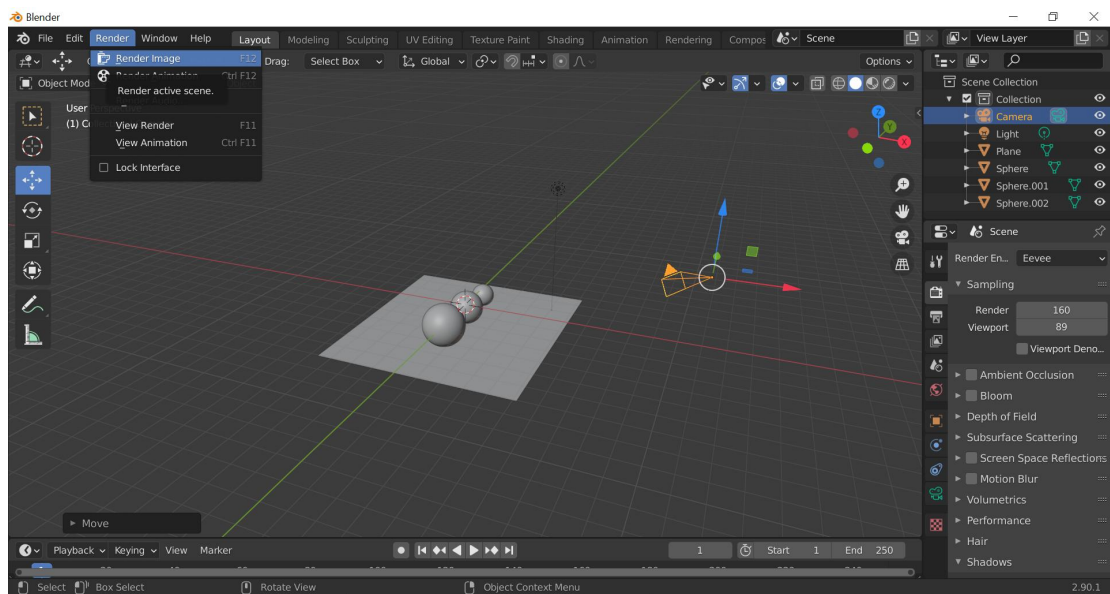 Blender
File Edit Render Window Help Layout Modeling Sculpting UV Editing Texture Paint Shading Animation Rendering Compos Scene View Layer
Render Image F12
Drag: Select Box Global Options
Object Mod
Render Animation Ctrl F12
Render active scene.
User
(1) C
View Render F11
View Animation Ctrl F11
Lock Interface
Z
Y
X
Scene Collection
Collection
Camera
Light
Plane
Sphere
Sphere.001
Sphere.002
Scene
Render En... Eevee
Sampling
Render 160
Viewport 89
Viewport Deno...
Ambient Occlusion
Bloom
Depth of Field
Subsurface Scattering
Screen Space Reflections
Motion Blur
Volumetrics
Performance
Hair
Shadows
Move
Playback Keying View Marker 1 Start 1 End 250
Select Box Select Rotate View Object Context Menu 2.90.1